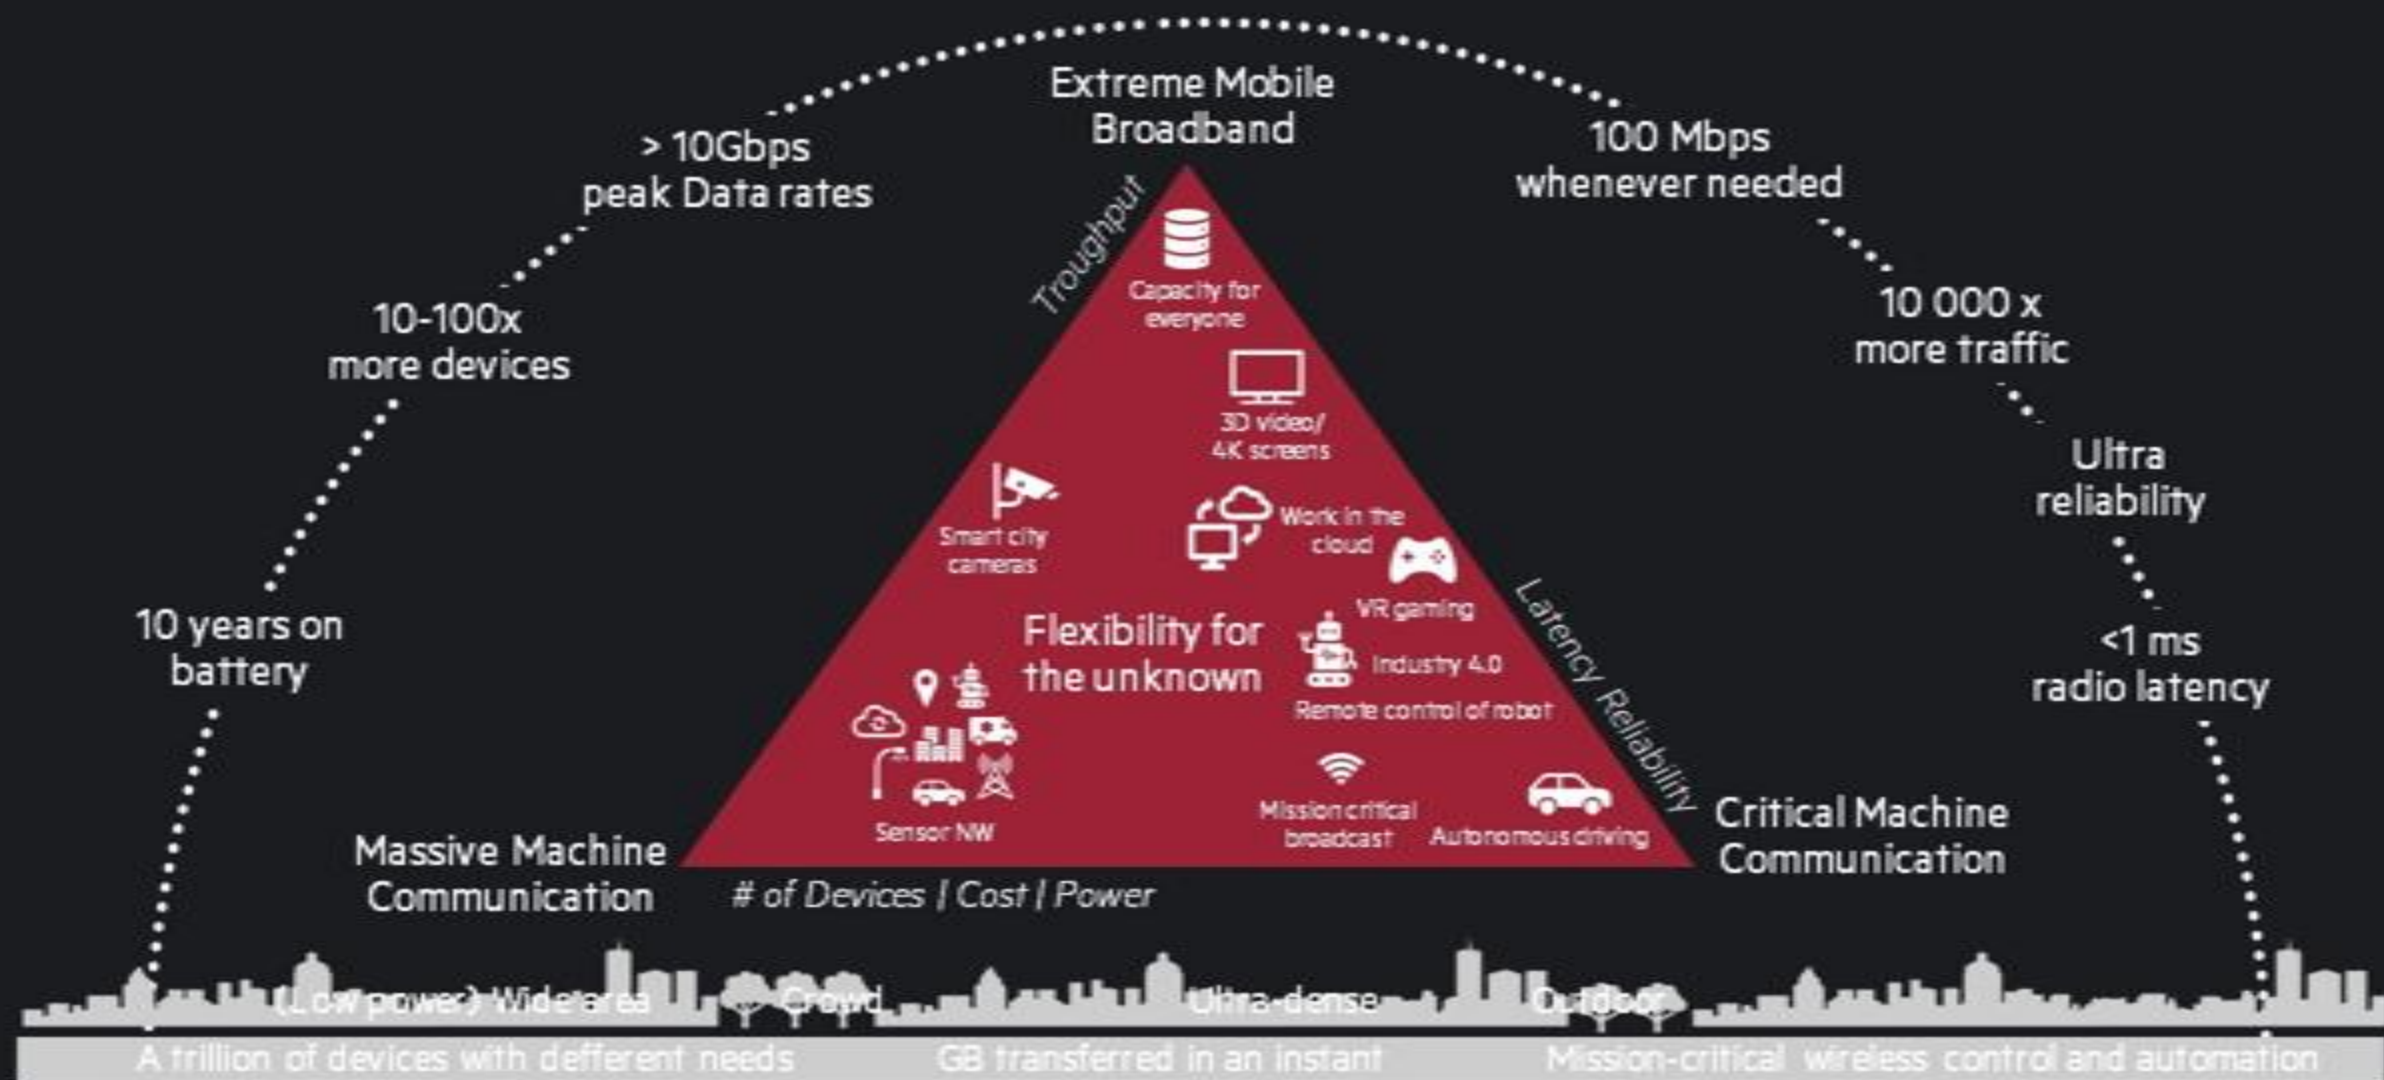 Extreme Mobile
Broadband
> 10Gbps
peak Data rates
100 Mbps
whenever needed
10-100x
more devices
10 000 x
more traffic
Ultra
reliability
10 years on
battery
<1 ms
radio latency
Troughput
Capacity for
everyone
3D video/
4K screens
Smart city
cameras
Work in the
cloud
VR gaming
Flexibility for
the unknown
Industry 4.0
Remote control of robot
Latency Reliability
Sensor NW
Mission critical
broadcast
Autonomous driving
Massive Machine
Communication
Critical Machine
Communication
# of Devices | Cost | Power
(Low power) Wide area
Crowd
Ultra-dense
Outdoor
A trillion of devices with defferent needs
GB transferred in an instant
Mission-critical wireless control and automation